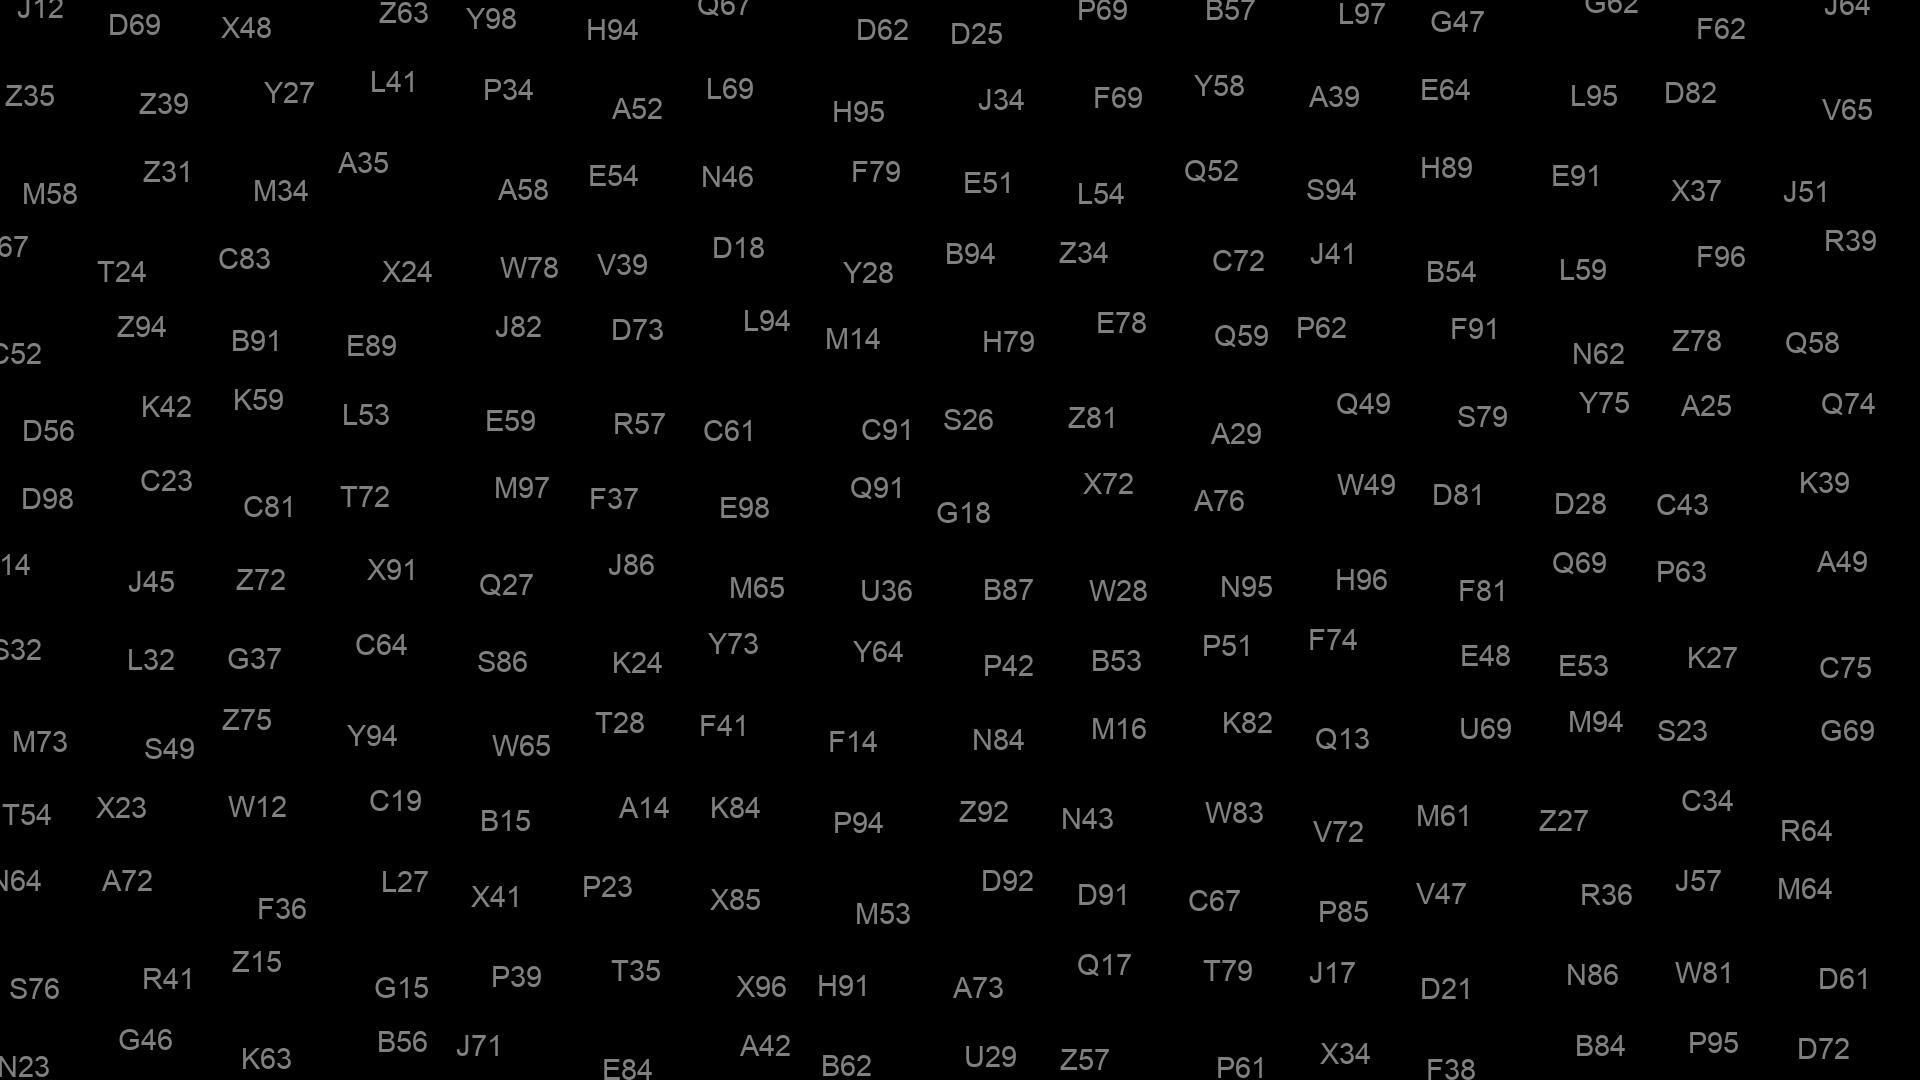 J12 D69 X48 Z63 Y98 H94 Q67 D62 D25 P69 B57 L97 G47 G62 F62 J64
Z35 Z39 Y27 L41 P34 A52 L69 H95 J34 F69 Y58 A39 E64 L95 D82 V65
M58 Z31 M34 A35 A58 E54 N46 F79 E51 L54 Q52 S94 H89 E91 X37 J51
67 T24 C83 X24 W78 V39 D18 Y28 B94 Z34 C72 J41 B54 L59 F96 R39
C52 Z94 B91 E89 J82 D73 L94 M14 H79 E78 Q59 P62 F91 N62 Z78 Q58
D56 K42 K59 L53 E59 R57 C61 C91 S26 Z81 A29 Q49 S79 Y75 A25 Q74
D98 C23 C81 T72 M97 F37 E98 Q91 G18 X72 A76 W49 D81 D28 C43 K39
14 J45 Z72 X91 Q27 J86 M65 U36 B87 W28 N95 H96 F81 Q69 P63 A49
S32 L32 G37 C64 S86 K24 Y73 Y64 P42 B53 P51 F74 E48 E53 K27 C75
M73 S49 Z75 Y94 W65 T28 F41 F14 N84 M16 K82 Q13 U69 M94 S23 G69
T54 X23 W12 C19 B15 A14 K84 P94 Z92 N43 W83 V72 M61 Z27 C34 R64
N64 A72 F36 L27 X41 P23 X85 M53 D92 D91 C67 P85 V47 R36 J57 M64
S76 R41 Z15 G15 P39 T35 X96 H91 A73 Q17 T79 J17 D21 N86 W81 D61
N23 G46 K63 B56 J71 E84 A42 B62 U29 Z57 P61 X34 F38 B84 P95 D72